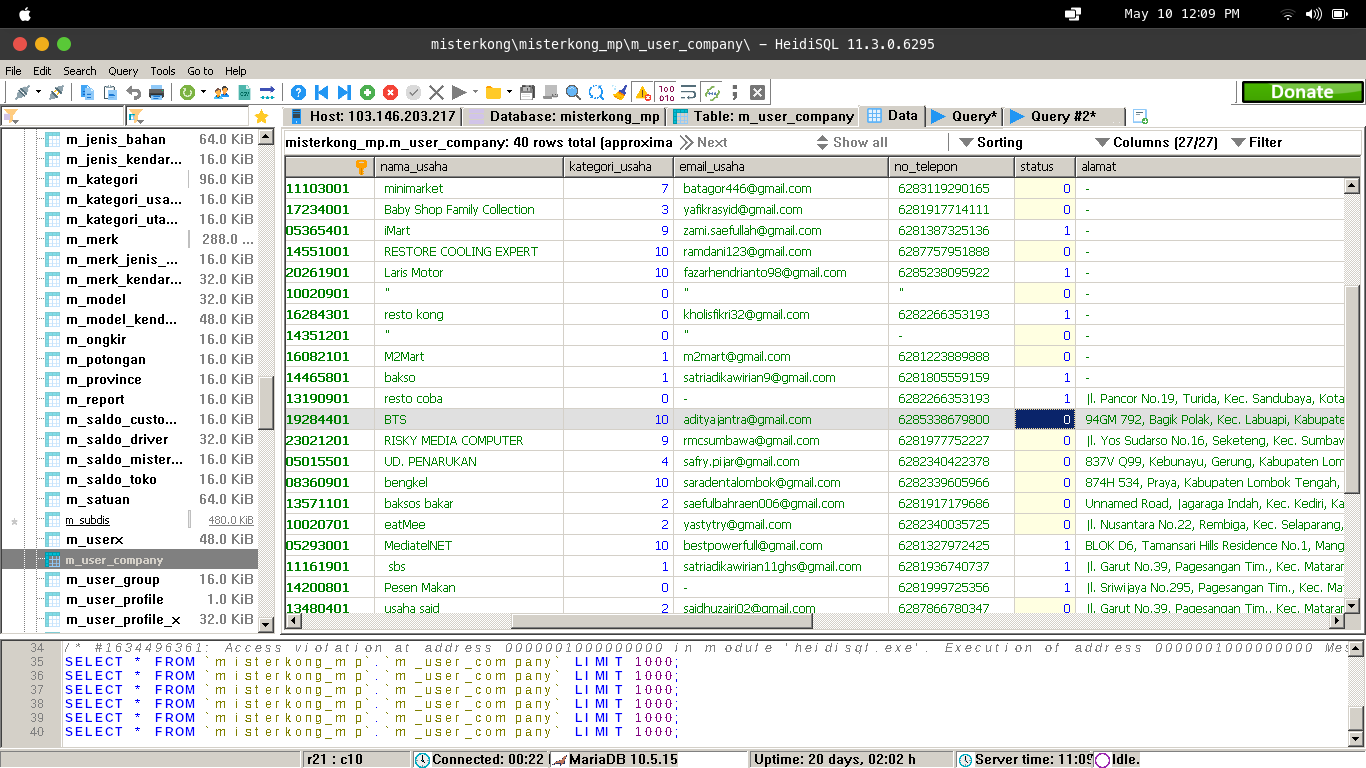 May 10 12:09 PM
misterkong\misterkong_mp\m_user_company\ – HeidiSQL 11.3.0.6295
File Edit Search Query Tools Go to Help
Donate
Host: 103.146.203.217 Database: misterkong_mp Table: m_user_company Data Query* Query #2*
misterkong_mp.m_user_company: 40 rows total (approxima Next Show all Sorting Columns (27/27) Filter
nama_usaha kategori_usaha email_usaha no_telepon status alamat
11103001 minimarket 7 batagor446@gmail.com 6283119290165 0 -
17234001 Baby Shop Family Collection 3 yafikrasyid@gmail.com 6281917714111 0 -
05365401 iMart 9 zami.saefullah@gmail.com 6281387325136 1 -
14551001 RESTORE COOLING EXPERT 10 ramdani123@gmail.com 6287757951888 0 -
20261901 Laris Motor 10 fazarhendrianto98@gmail.com 6285238095922 1 -
10020901 " 0 " " 0 -
16284301 resto kong 0 kholisfikri32@gmail.com 6282266353193 1 -
14351201 " 0 " - 0 -
16082101 M2Mart 1 m2mart@gmail.com 6281223889888 0 -
14465801 bakso 1 satriadikawirian9@gmail.com 6281805559159 1 -
13190901 resto coba 0 - 6282266353193 1 Jl. Pancor No.19, Turida, Kec. Sandubaya, Kota
19284401 BTS 10 adityajantra@gmail.com 6285338679800 0 94GM 792, Bagik Polak, Kec. Labuapi, Kabupate
23021201 RISKY MEDIA COMPUTER 9 rmcsumbawa@gmail.com 6281977752227 0 Jl. Yos Sudarso No.16, Seketeng, Kec. Sumbaw
05015501 UD. PENARUKAN 4 safry.pijar@gmail.com 6282340422378 0 837V Q99, Kebunayu, Gerung, Kabupaten Lom
08360901 bengkel 10 saradentalombok@gmail.com 6282339605966 0 874H 534, Praya, Kabupaten Lombok Tengah,
13571101 baksos bakar 2 saefulbahraen006@gmail.com 6281917179686 0 Unnamed Road, Jagaraga Indah, Kec. Kediri, Ka
10020701 eatMee 2 yastytry@gmail.com 6282340035725 0 Jl. Nusantara No.22, Rembiga, Kec. Selaparang,
05293001 MediatelNET 10 bestpowerfull@gmail.com 6281327972425 1 BLOK D6, Tamansari Hills Residence No.1, Mang
11161901 sbs 1 satriadikawirian11ghs@gmail.com 6281936740737 1 Jl. Garut No.39, Pagesangan Tim., Kec. Mataran
14200801 Pesen Makan 0 - 6281999725356 1 Jl. Sriwijaya No.295, Pagesangan Tim., Kec. Mat
13480401 usaha said 2 saidhuzairi02@gmail.com 6287866780347 0 Jl. Garut No.39, Pagesangan Tim., Kec. Mataran
m_jenis_bahan 64.0 KiB
m_jenis_kendar... 16.0 KiB
m_kategori 96.0 KiB
m_kategori_usa... 16.0 KiB
m_kategori_uta... 16.0 KiB
m_merk 288.0 ...
m_merk_jenis_... 16.0 KiB
m_merk_kendar... 32.0 KiB
m_model 32.0 KiB
m_model_kend... 48.0 KiB
m_ongkir 16.0 KiB
m_potongan 16.0 KiB
m_province 16.0 KiB
m_report 16.0 KiB
m_saldo_custo... 16.0 KiB
m_saldo_driver 16.0 KiB
m_saldo_mister... 16.0 KiB
m_saldo_toko 16.0 KiB
m_satuan 64.0 KiB
m_subdis 480.0 KiB
m_userx 48.0 KiB
m_user_company
m_user_group 16.0 KiB
m_user_profile 1.0 KiB
m_user_profile_x 32.0 KiB
34 /* #1634496361: Access violation at address 0000001000000000 in module 'heidisql.exe'. Execution of address 0000001000000000 Mes
35 SELECT * FROM `misterkong_mp`.`m_user_company` LIMIT 1000;
36 SELECT * FROM `misterkong_mp`.`m_user_company` LIMIT 1000;
37 SELECT * FROM `misterkong_mp`.`m_user_company` LIMIT 1000;
38 SELECT * FROM `misterkong_mp`.`m_user_company` LIMIT 1000;
39 SELECT * FROM `misterkong_mp`.`m_user_company` LIMIT 1000;
40 SELECT * FROM `misterkong_mp`.`m_user_company` LIMIT 1000;
r21 : c10 Connected: 00:22 MariaDB 10.5.15 Uptime: 20 days, 02:02 h Server time: 11:09 Idle.